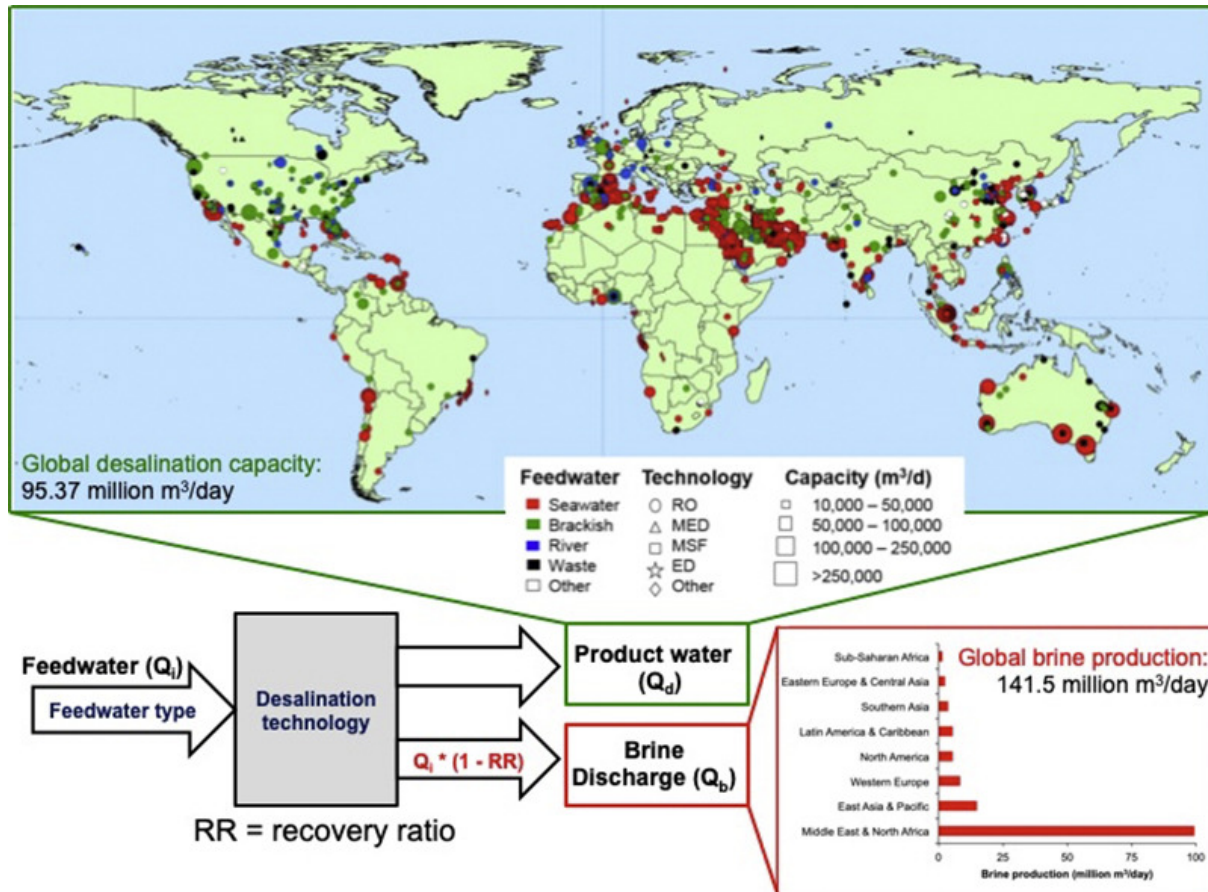 Global desalination capacity:
95.37 million m³/day
Feedwater
Seawater
Brackish
River
Waste
Other
Technology
RO
MED
MSF
ED
Other
Capacity (m³/d)
10,000 – 50,000
50,000 – 100,000
100,000 – 250,000
>250,000
Feedwater (Qi)
Feedwater type
Desalination
technology
RR = recovery ratio
Qi * (1 - RR)
Product water
(Qd)
Brine
Discharge (Qb)
Global brine production:
141.5 million m³/day
Sub-Saharan Africa
Eastern Europe & Central Asia
Southern Asia
Latin America & Caribbean
North America
Western Europe
East Asia & Pacific
Middle East & North Africa
0 25 50 75 100
Brine production (million m³/day)